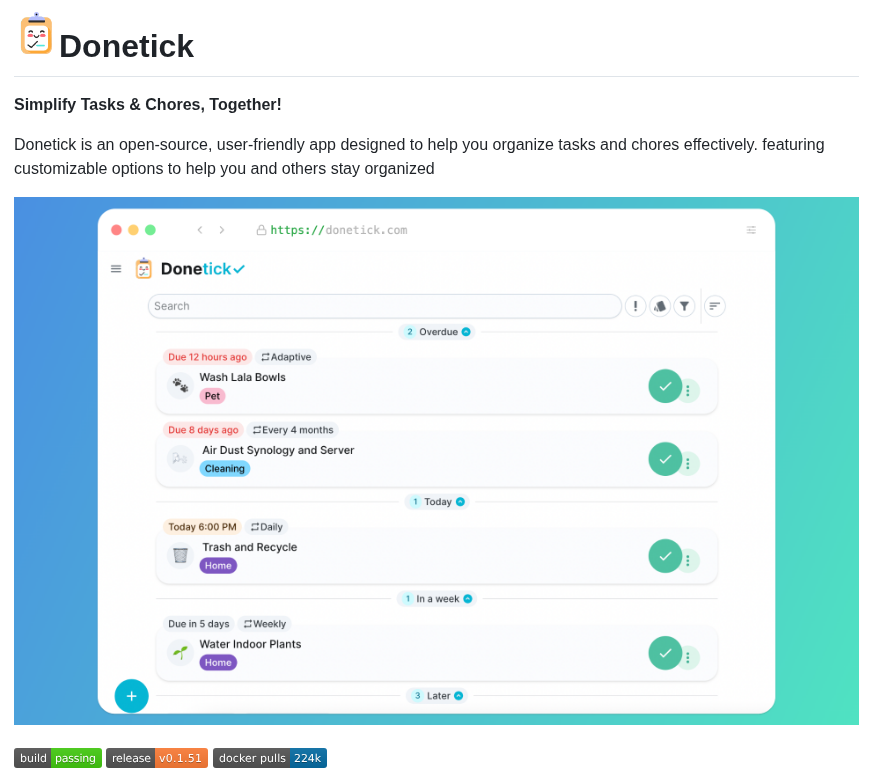 Donetick
Simplify Tasks & Chores, Together!
Donetick is an open-source, user-friendly app designed to help you organize tasks and chores effectively. featuring
customizable options to help you and others stay organized
https://donetick.com
Donetick
Search
2 Overdue
Due 12 hours ago Adaptive
Wash Lala Bowls
Pet
Due 8 days ago Every 4 months
Air Dust Synology and Server
Cleaning
1 Today
Today 6:00 PM Daily
Trash and Recycle
Home
1 In a week
Due in 5 days Weekly
Water Indoor Plants
Home
3 Later
build passing release v0.1.51 docker pulls 224k